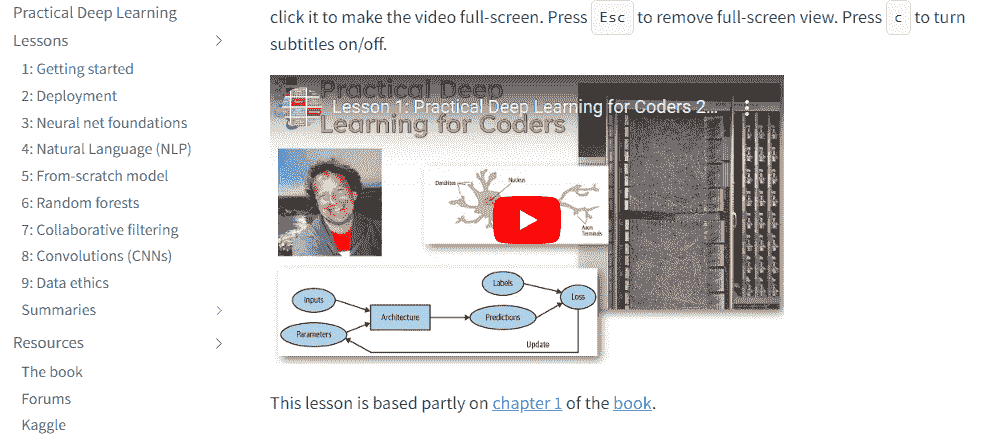 Practical Deep Learning
Lessons
1: Getting started
2: Deployment
3: Neural net foundations
4: Natural Language (NLP)
5: From-scratch model
6: Random forests
7: Collaborative filtering
8: Convolutions (CNNs)
9: Data ethics
Summaries
Resources
The book
Forums
Kaggle
click it to make the video full-screen. Press Esc to remove full-screen view. Press c to turn
subtitles on/off.
Practical Deep
Lesson 1: Practical Deep Learning for Coders 2...
Learning for Coders
Dendrites
Nucleus
Axon
Terminals
Labels
Inputs
Loss
Architecture
Predictions
Parameters
Update
This lesson is based partly on chapter 1 of the book.